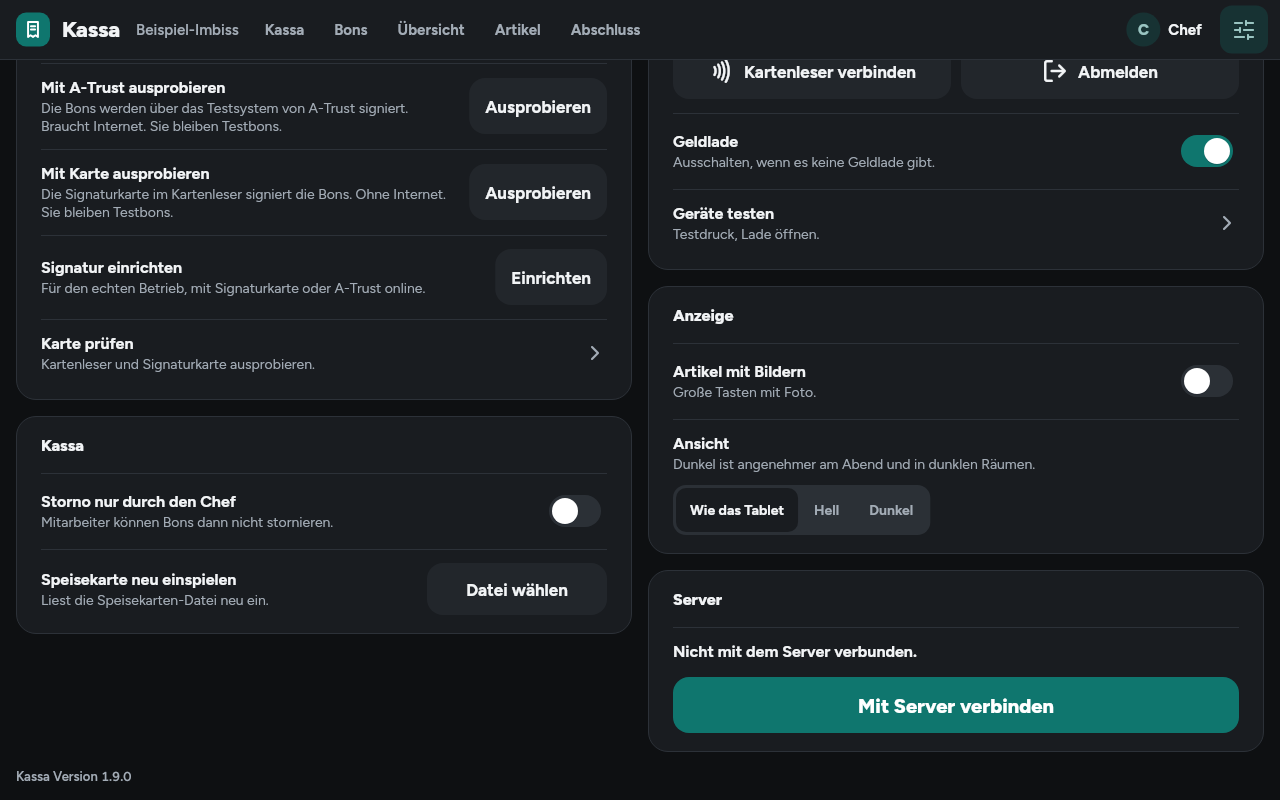 Kassa Beispiel-Imbiss Kassa Bons Übersicht Artikel Abschluss C Chef
Mit A-Trust ausprobieren
Die Bons werden über das Testsystem von A-Trust signiert.
Braucht Internet. Sie bleiben Testbons.
Ausprobieren
Mit Karte ausprobieren
Die Signaturkarte im Kartenleser signiert die Bons. Ohne Internet.
Sie bleiben Testbons.
Ausprobieren
Signatur einrichten
Für den echten Betrieb, mit Signaturkarte oder A-Trust online.
Einrichten
Karte prüfen
Kartenleser und Signaturkarte ausprobieren.
Kassa
Storno nur durch den Chef
Mitarbeiter können Bons dann nicht stornieren.
Speisekarte neu einspielen
Liest die Speisekarten-Datei neu ein.
Datei wählen
Kartenleser verbinden Abmelden
Geldlade
Ausschalten, wenn es keine Geldlade gibt.
Geräte testen
Testdruck, Lade öffnen.
Anzeige
Artikel mit Bildern
Große Tasten mit Foto.
Ansicht
Dunkel ist angenehmer am Abend und in dunklen Räumen.
Wie das Tablet Hell Dunkel
Server
Nicht mit dem Server verbunden.
Mit Server verbinden
Kassa Version 1.9.0